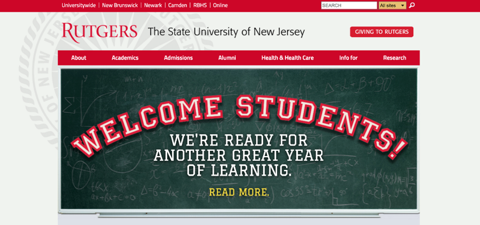 Universitywide | New Brunswick | Newark | Camden | RBHS | Online
SEARCH
All sites
RUTGERS
The State University of New Jersey
GIVING TO RUTGERS
About Academics Admissions Alumni Health & Health Care Info for Research
WELCOME STUDENTS!
WE'RE READY FOR
ANOTHER GREAT YEAR
OF LEARNING.
READ MORE.